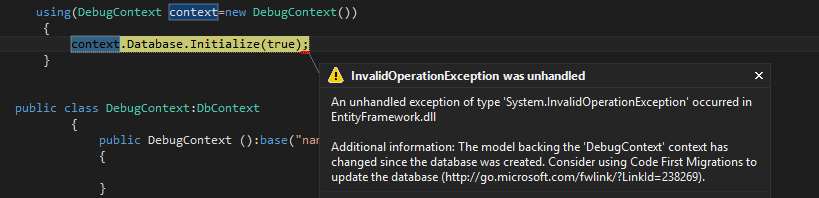 using(DebugContext context=new DebugContext())
{
context.Database.Initialize(true);
}
InvalidOperationException was unhandled
An unhandled exception of type 'System.InvalidOperationException' occurred in
EntityFramework.dll
Additional information: The model backing the 'DebugContext' context has
changed since the database was created. Consider using Code First Migrations to
update the database (http://go.microsoft.com/fwlink/?LinkId=238269).
public class DebugContext:DbContext
{
public DebugContext ():base("nam
{
}